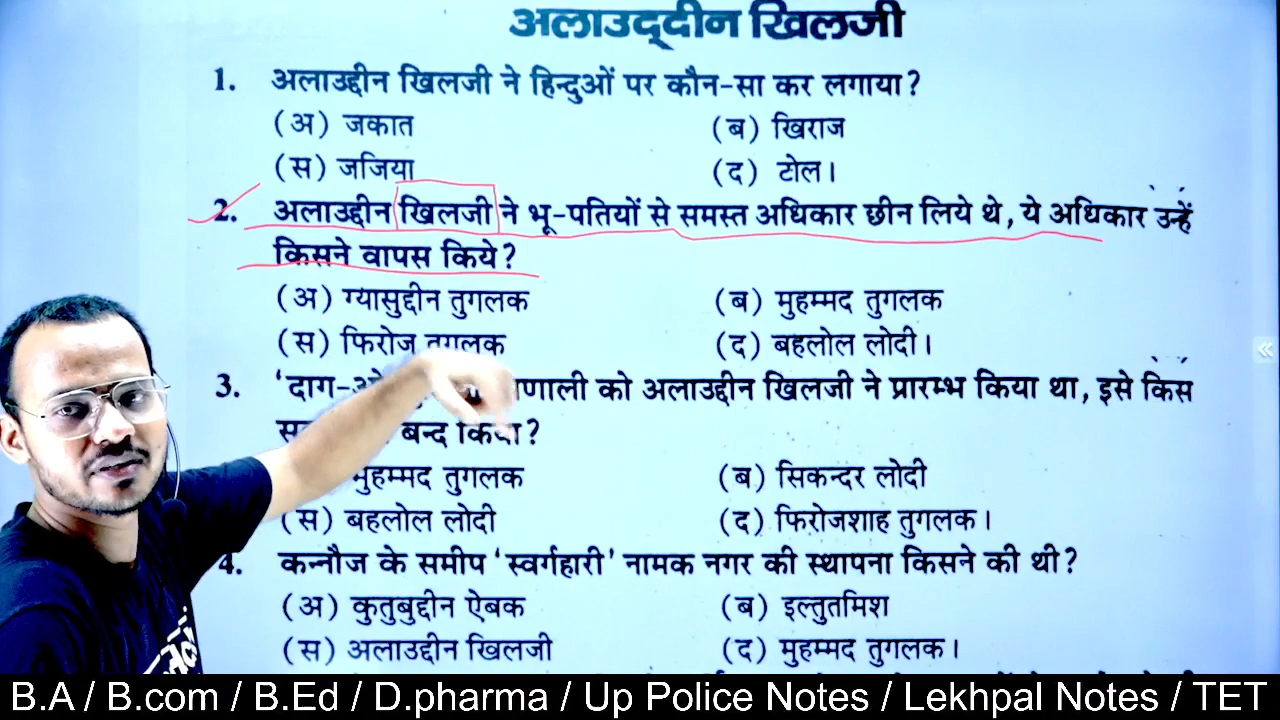 अलाउद्दीन खिलजी
1. अलाउद्दीन खिलजी ने हिन्दुओं पर कौन-सा कर लगाया?
(अ) जकात (ब) खिराज
(स) जजिया (द) टोल।
2. अलाउद्दीन खिलजी ने भू-पतियों से समस्त अधिकार छीन लिये थे, ये अधिकार उन्हें
किसने वापस किये?
(अ) ग्यासुद्दीन तुगलक (ब) मुहम्मद तुगलक
(स) फिरोज तुगलक (द) बहलोल लोदी।
3. 'दाग- को अलाउद्दीन खिलजी ने प्रारम्भ किया था, इसे किस
बन्द किया?
मुहम्मद तुगलक (ब) सिकन्दर लोदी
(स) बहलोल लोदी (द) फिरोजशाह तुगलक।
4. कन्नौज के समीप 'स्वर्गहारी' नामक नगर की स्थापना किसने की थी?
(अ) कुतुबुद्दीन ऐबक (ब) इल्तुतमिश
(स) अलाउद्दीन खिलजी (द) मुहम्मद तुगलक।
B.A / B.com / B.Ed / D.pharma / Up Police Notes / Lekhpal Notes / TET